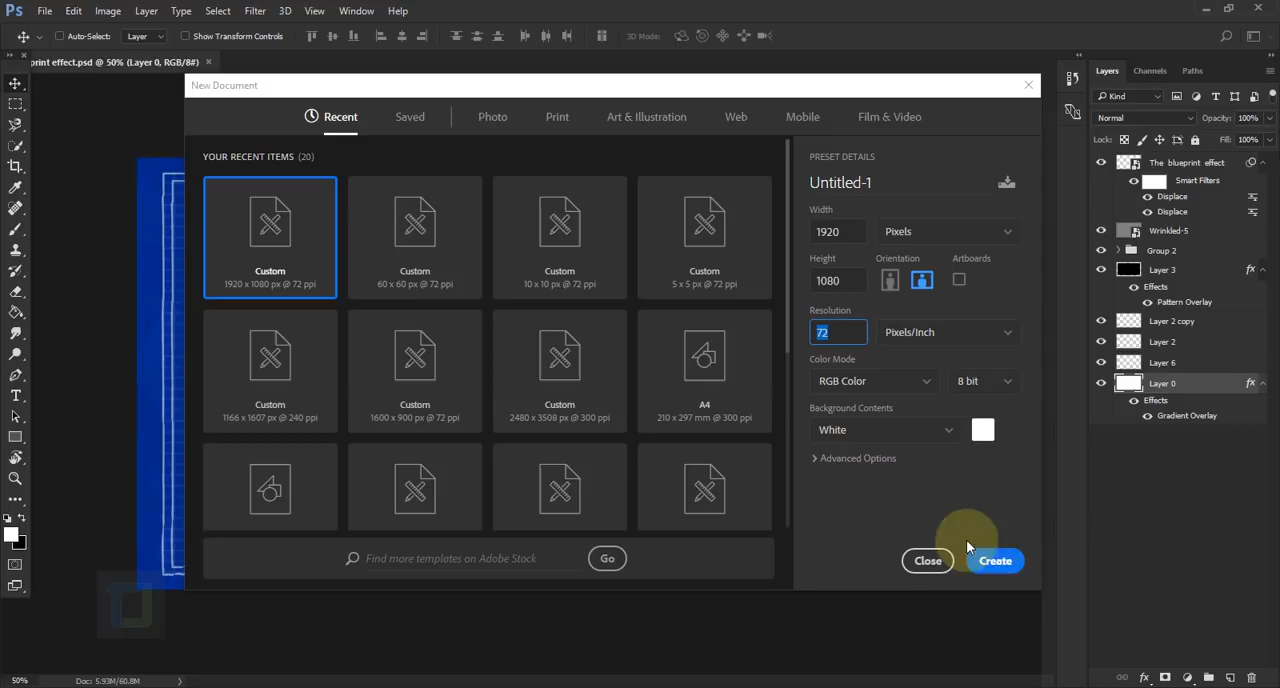 Ps File Edit Image Layer Type Select Filter 3D View Window Help
Auto-Select: Layer Show Transform Controls 3D Mode:
print effect.psd @ 50% (Layer 0, RGB/8#) ×
New Document
Recent Saved Photo Print Art & Illustration Web Mobile Film & Video
YOUR RECENT ITEMS (20)
Custom
1920 x 1080 px @ 72 ppi
Custom
60 x 60 px @ 72 ppi
Custom
10 x 10 px @ 72 ppi
Custom
5 x 5 px @ 72 ppi
Custom
1166 x 1607 px @ 240 ppi
Custom
1600 x 900 px @ 72 ppi
Custom
2480 x 3508 px @ 300 ppi
A4
210 x 297 mm @ 300 ppi
Find more templates on Adobe Stock Go
PRESET DETAILS
Untitled-1
Width
1920 Pixels
Height Orientation Artboards
1080
Resolution
72 Pixels/Inch
Color Mode
RGB Color 8 bit
Background Contents
White
Advanced Options
Close Create
Layers Channels Paths
Kind
Normal Opacity: 100%
Lock: Fill: 100%
The blueprint effect
Smart Filters
Displace
Displace
Wrinkled-5
Group 2
Layer 3 fx
Effects
Pattern Overlay
Layer 2 copy
Layer 2
Layer 6
Layer 0 fx
Effects
Gradient Overlay
50% Doc: 5.93M/60.8M